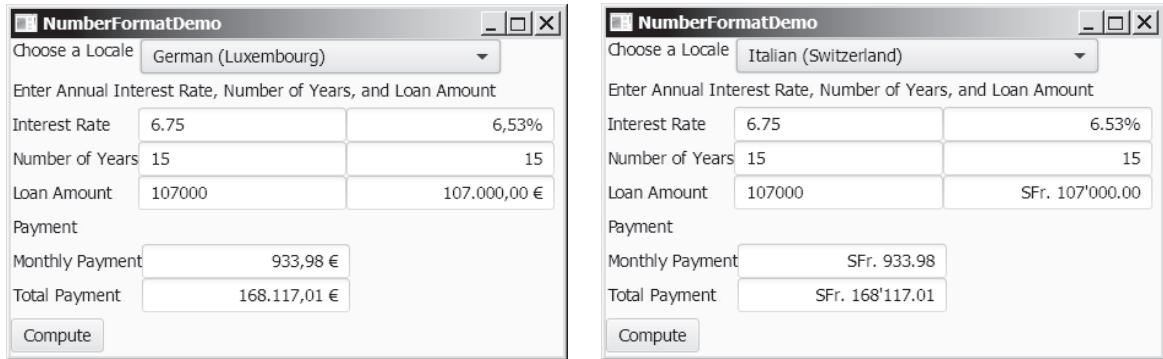 NumberFormatDemo
Choose a Locale German (Luxembourg)
Enter Annual Interest Rate, Number of Years, and Loan Amount
Interest Rate 6.75 6,53%
Number of Years 15 15
Loan Amount 107000 107.000,00 €
Payment
Monthly Payment 933,98 €
Total Payment 168.117,01 €
Compute
NumberFormatDemo
Choose a Locale Italian (Switzerland)
Enter Annual Interest Rate, Number of Years, and Loan Amount
Interest Rate 6.75 6.53%
Number of Years 15 15
Loan Amount 107000 SFr. 107'000.00
Payment
Monthly Payment SFr. 933.98
Total Payment SFr. 168'117.01
Compute